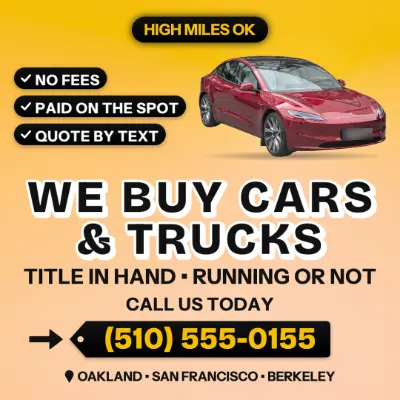 HIGH MILES OK
NO FEES
PAID ON THE SPOT
QUOTE BY TEXT
WE BUY CARS
& TRUCKS
TITLE IN HAND • RUNNING OR NOT
CALL US TODAY
(510) 555-0155
OAKLAND • SAN FRANCISCO • BERKELEY